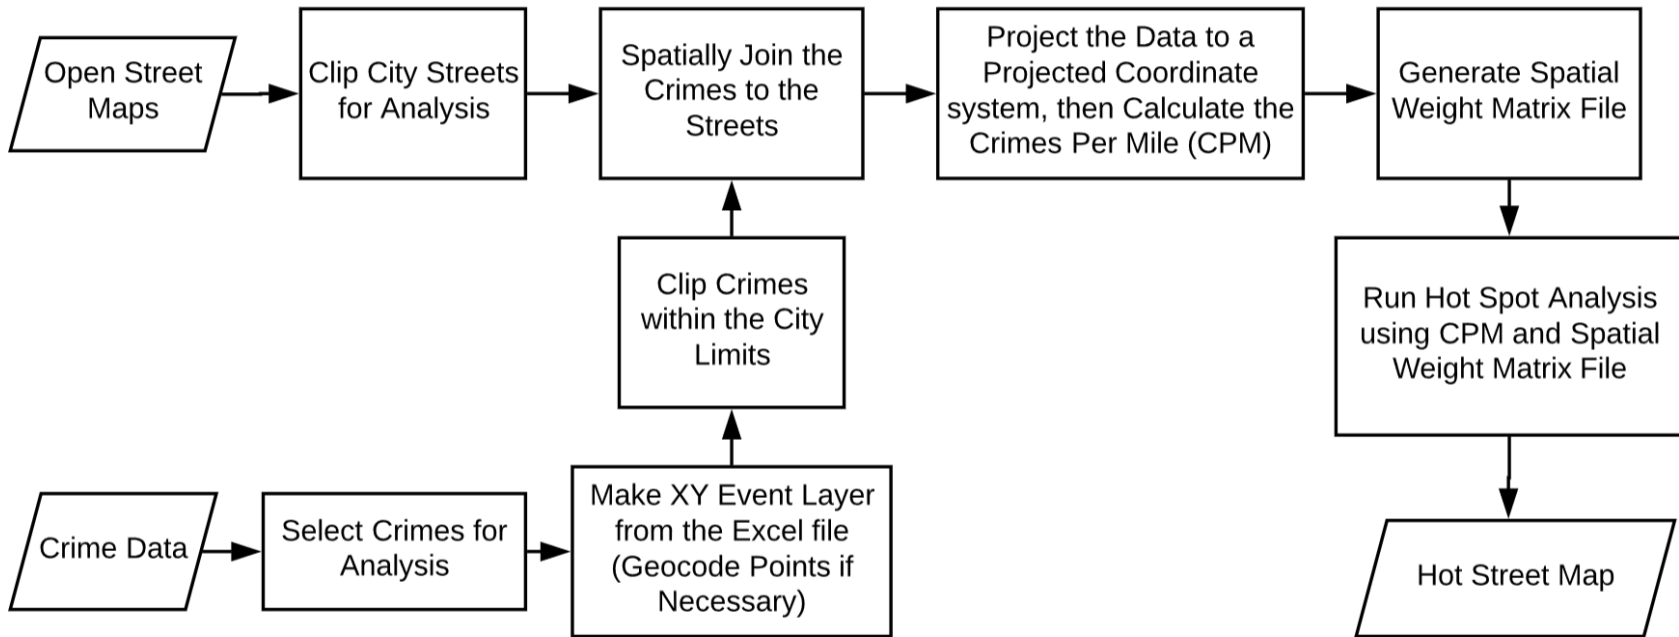 Open Street
Maps
Clip City Streets
for Analysis
Spatially Join the
Crimes to the
Streets
Project the Data to a
Projected Coordinate
system, then Calculate the
Crimes Per Mile (CPM)
Generate Spatial
Weight Matrix File
Clip Crimes
within the City
Limits
Run Hot Spot Analysis
using CPM and Spatial
Weight Matrix File
Crime Data
Select Crimes for
Analysis
Make XY Event Layer
from the Excel file
(Geocode Points if
Necessary)
Hot Street Map